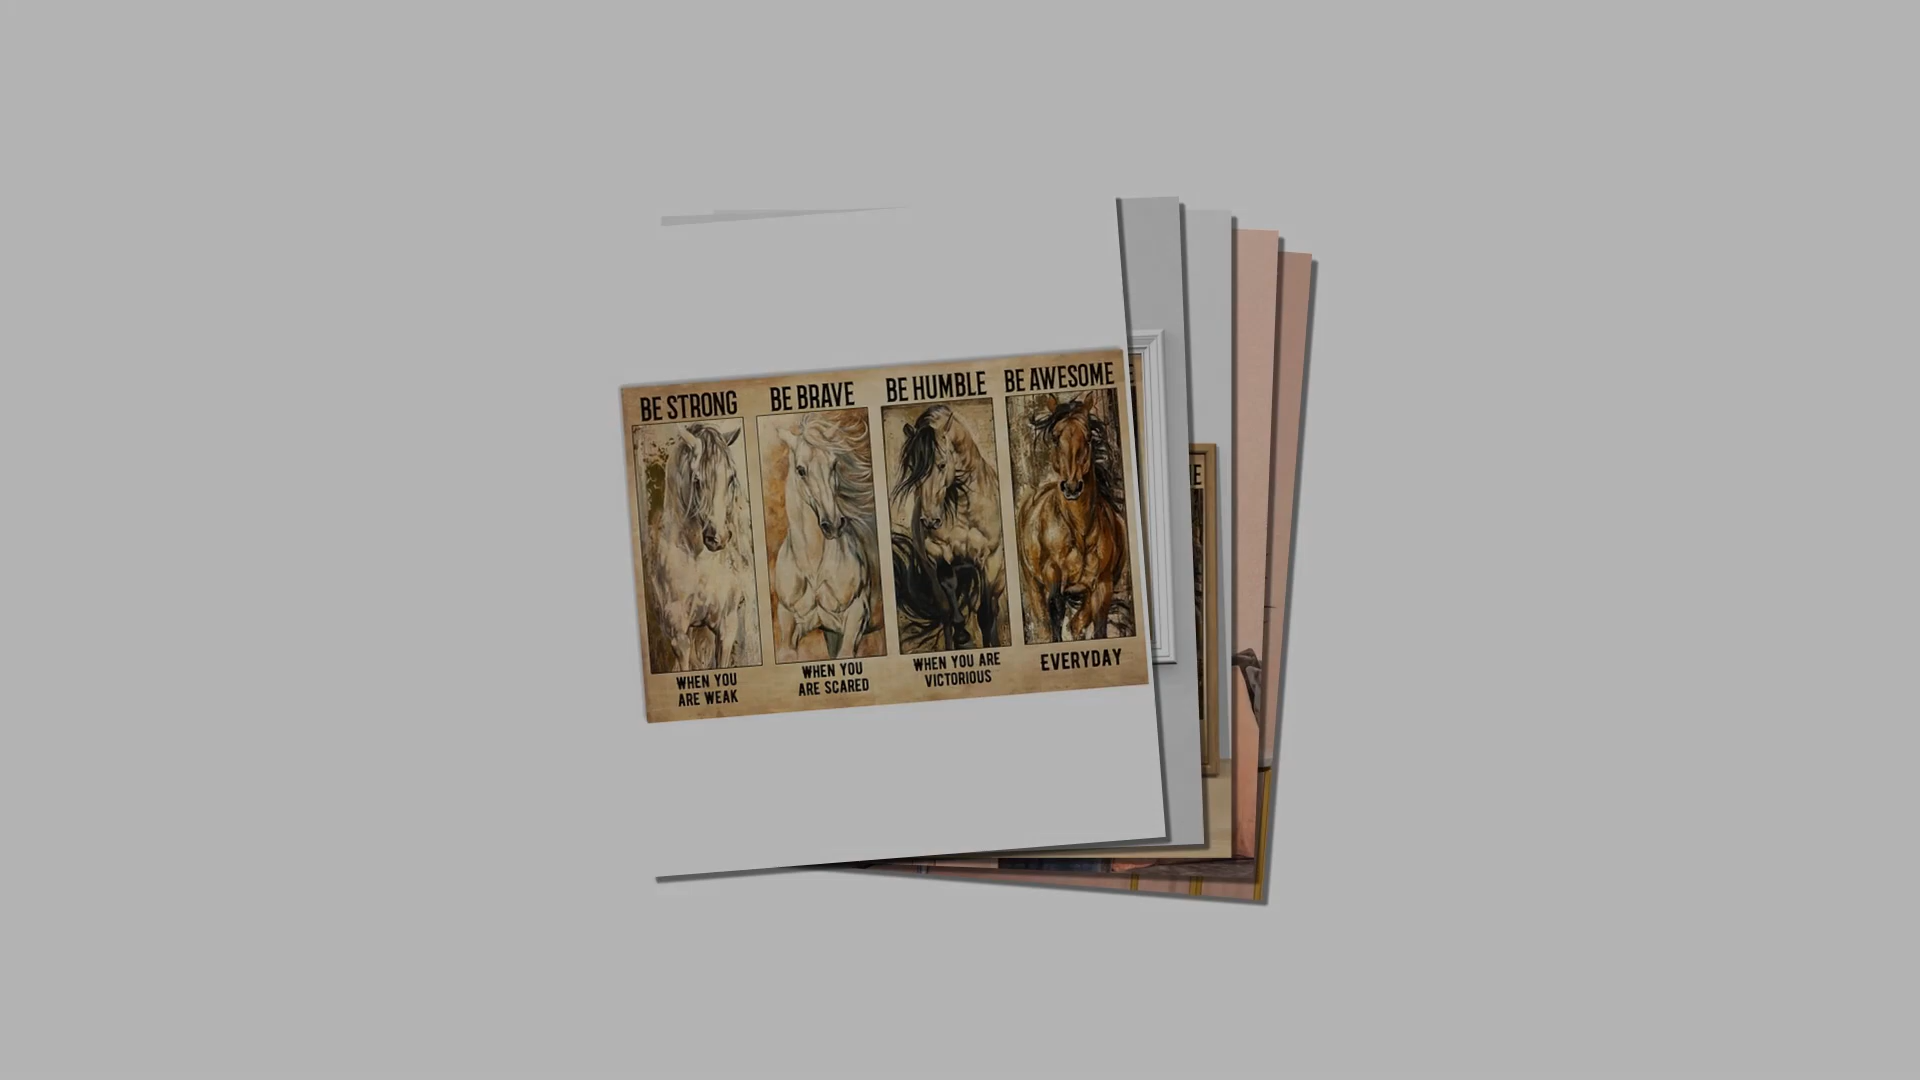 BE STRONG
BE BRAVE
BE HUMBLE
BE AWESOME
WHEN YOU
ARE WEAK
WHEN YOU
ARE SCARED
WHEN YOU ARE
VICTORIOUS
EVERYDAY